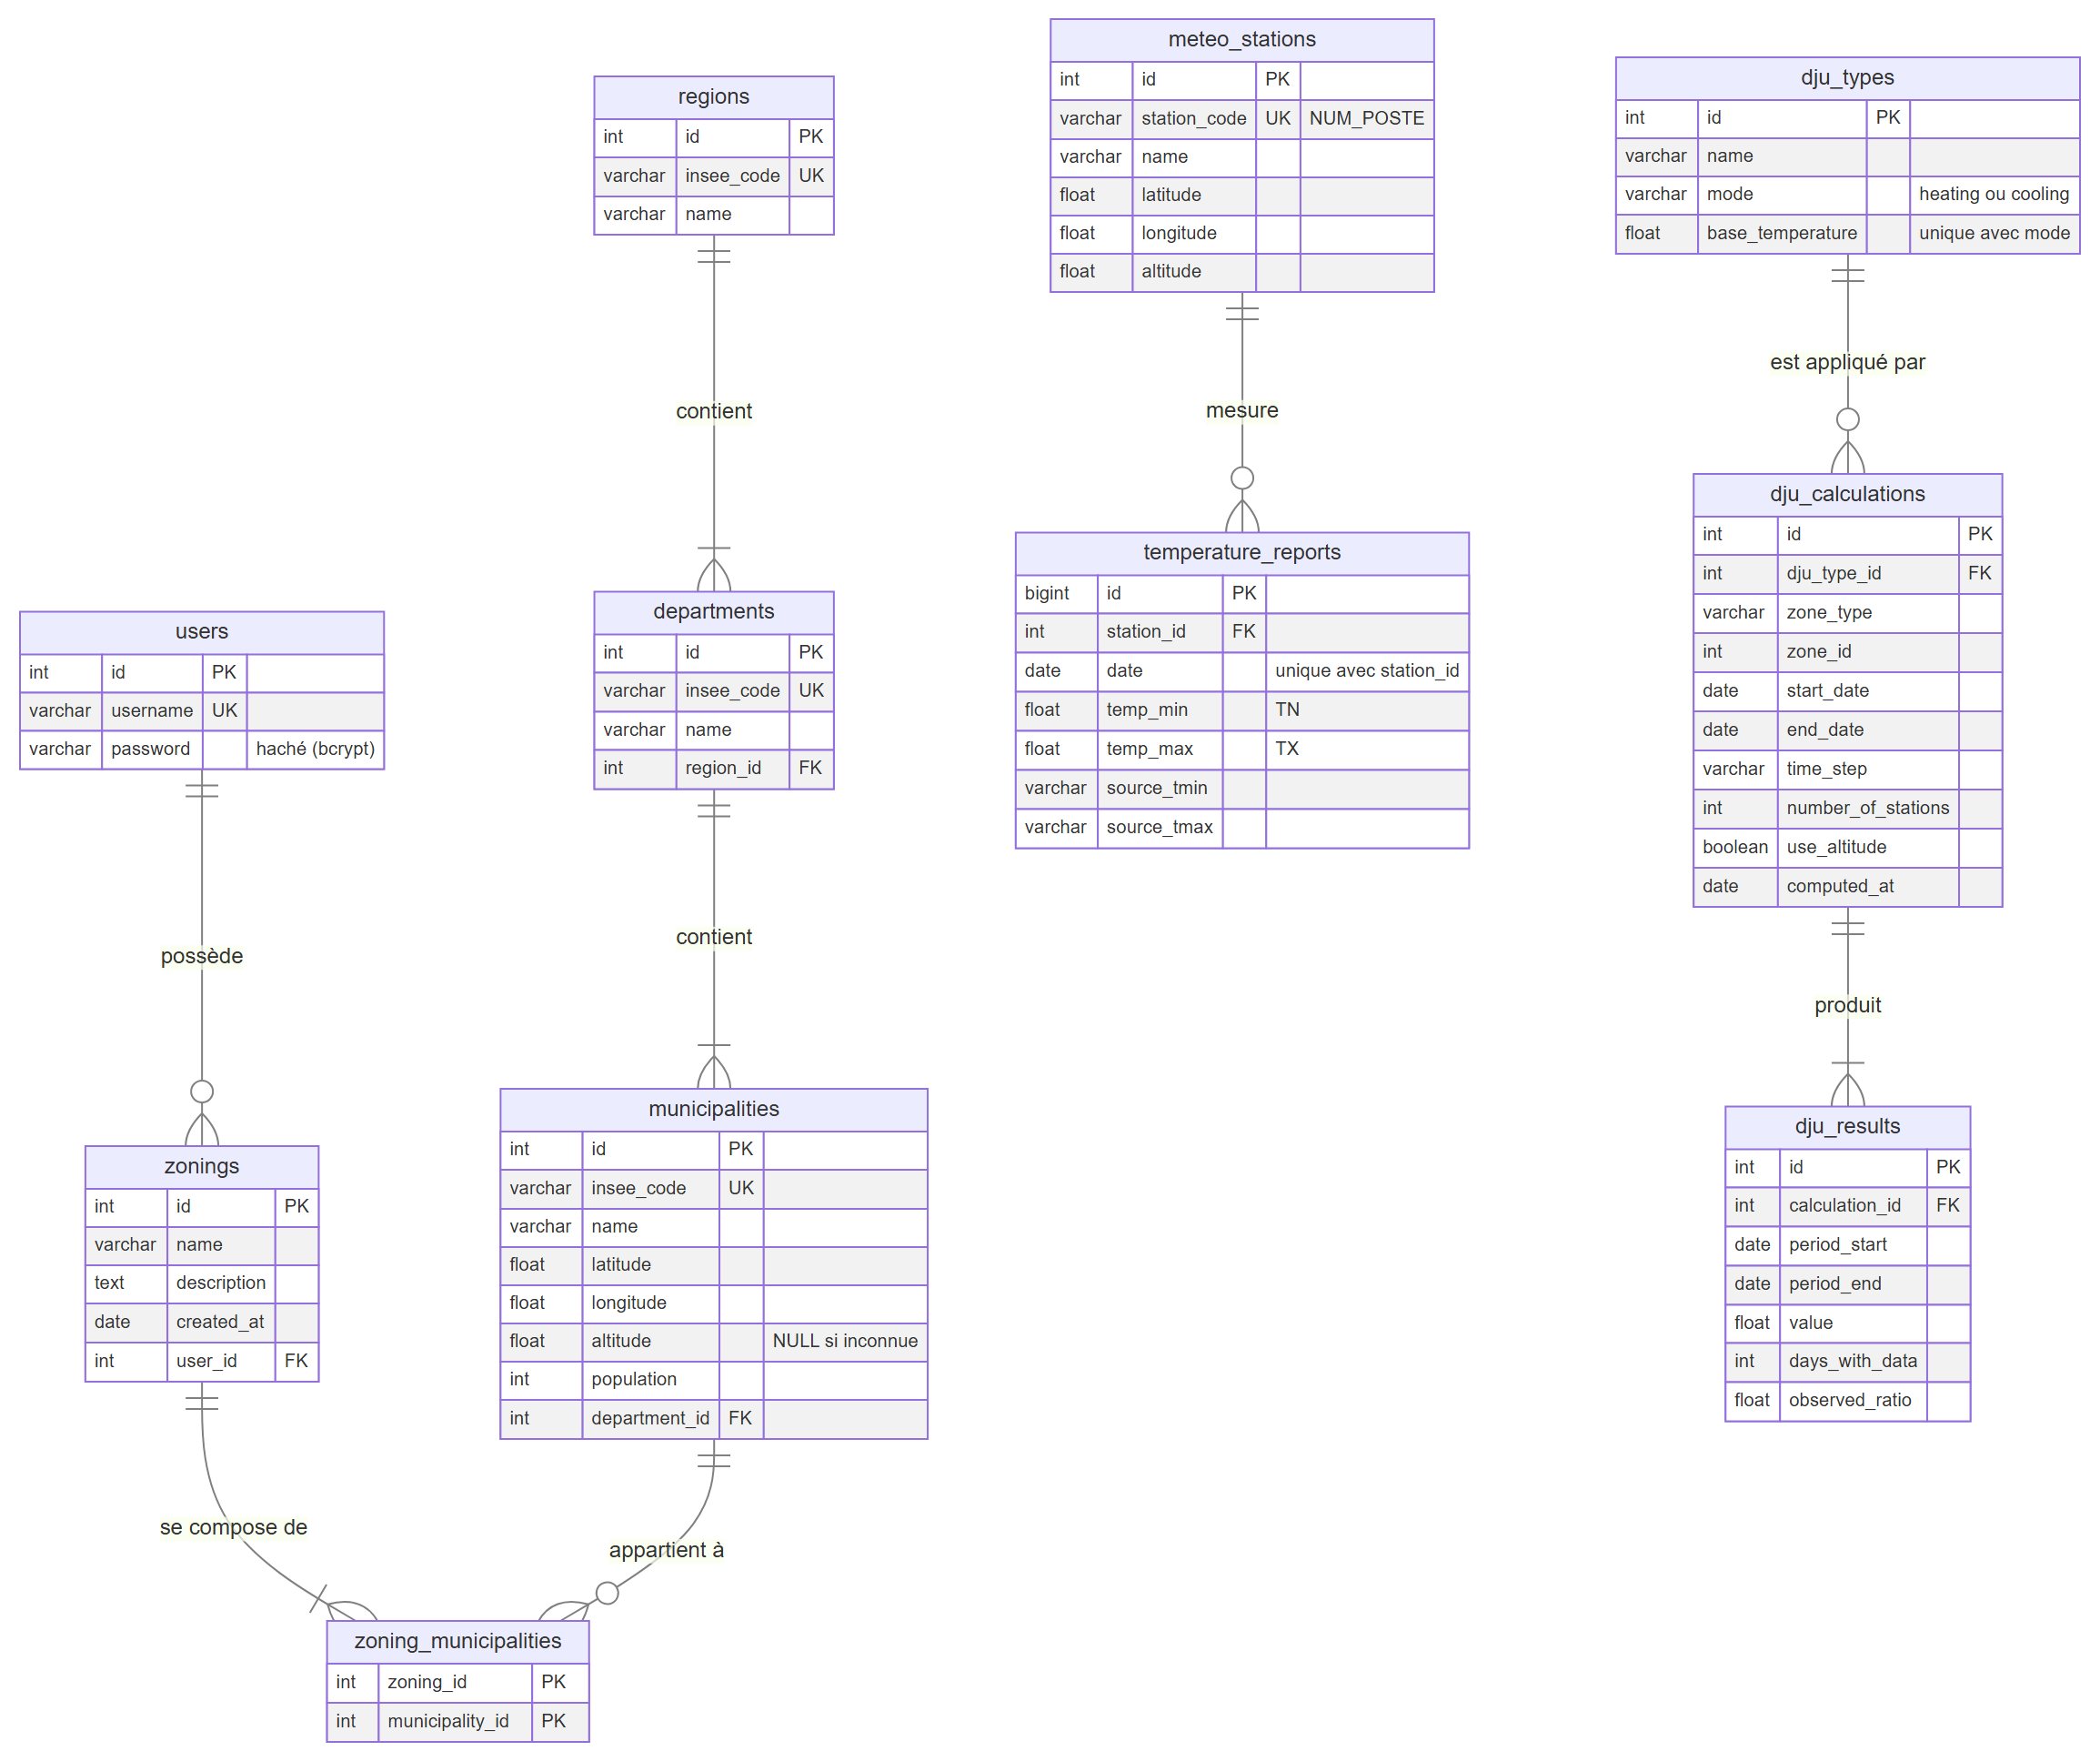 meteo_stations
int id PK
varchar station_code UK NUM_POSTE
varchar name
float latitude
float longitude
float altitude
dju_types
int id PK
varchar name
varchar mode heating ou cooling
float base_temperature unique avec mode
regions
int id PK
varchar insee_code UK
varchar name
est appliqué par
contient
mesure
dju_calculations
int id PK
int dju_type_id FK
varchar zone_type
int zone_id
date start_date
date end_date
varchar time_step
int number_of_stations
boolean use_altitude
date computed_at
temperature_reports
bigint id PK
int station_id FK
date date unique avec station_id
float temp_min TN
float temp_max TX
varchar source_tmin
varchar source_tmax
departments
int id PK
varchar insee_code UK
varchar name
int region_id FK
users
int id PK
varchar username UK
varchar password haché (bcrypt)
contient
possède
produit
municipalities
int id PK
varchar insee_code UK
varchar name
float latitude
float longitude
float altitude NULL si inconnue
int population
int department_id FK
dju_results
int id PK
int calculation_id FK
date period_start
date period_end
float value
int days_with_data
float observed_ratio
zonings
int id PK
varchar name
text description
date created_at
int user_id FK
se compose de
appartient à
zoning_municipalities
int zoning_id PK
int municipality_id PK